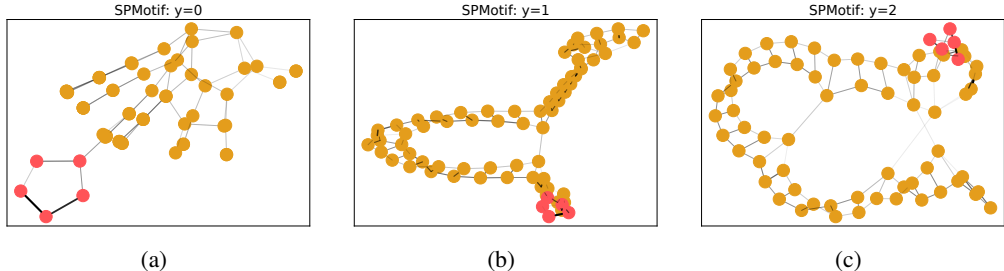 SPMotif: y=0
SPMotif: y=1
SPMotif: y=2
(a)
(b)
(c)